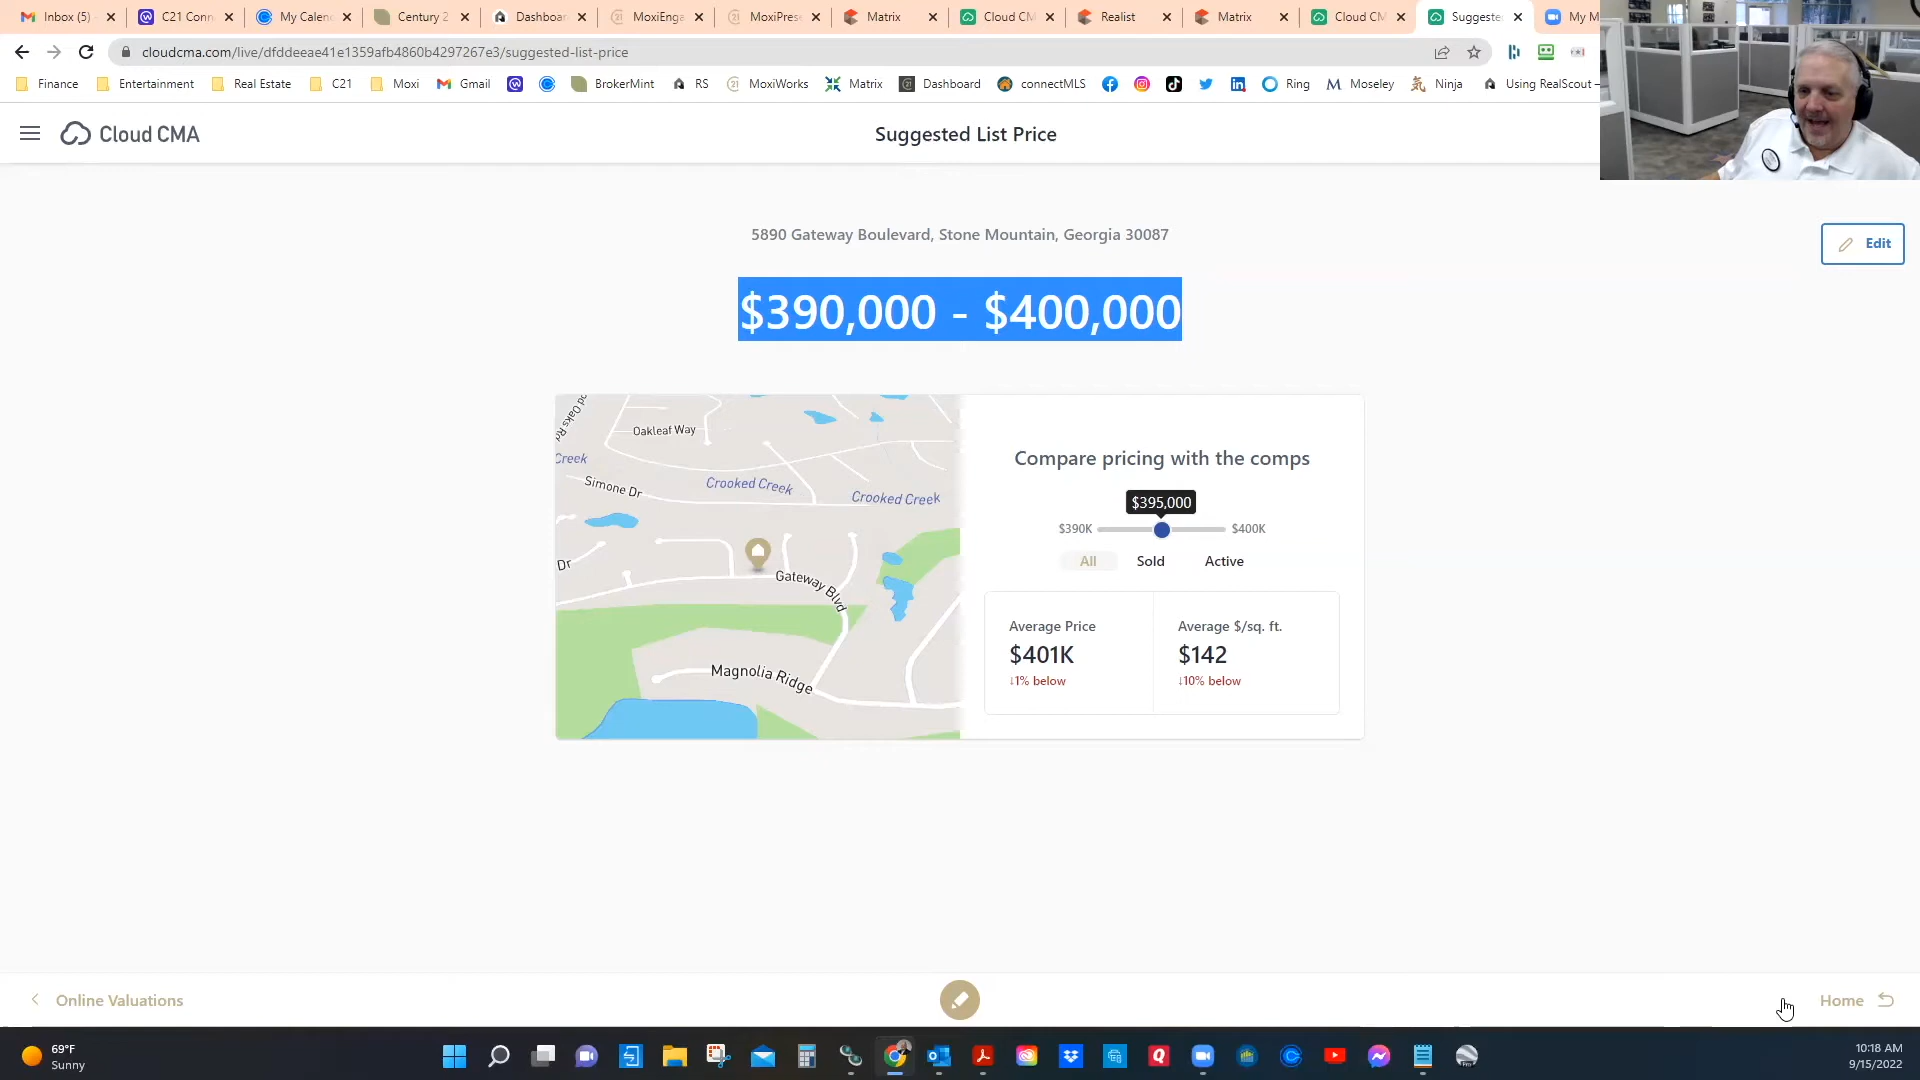 Inbox (5)
C21 Con
My Calen
Century 2
Dashboar
MoxiEnga
MoxiPres
Matrix
Cloud CM
Realist
Matrix
Cloud CM
Suggeste
My M
cloudcma.com/live/dfddeeae41e1359afb4860b4297267e3/suggested-list-price
Finance
Entertainment
Real Estate
C21
Moxi
Gmail
BrokerMint
RS
MoxiWorks
Matrix
Dashboard
connectMLS
Ring
Moseley
Ninja
Using RealScout –
Cloud CMA
Suggested List Price
5890 Gateway Boulevard, Stone Mountain, Georgia 30087
Edit
$390,000 - $400,000
Oakleaf Way
Creek
Simone Dr
Crooked Creek
Crooked Creek
Dr
Gateway Blvd
Magnolia Ridge
Compare pricing with the comps
$395,000
$390K
$400K
All
Sold
Active
Average Price
$401K
↓1% below
Average $/sq. ft.
$142
↓10% below
Online Valuations
Home
69°F
Sunny
10:18 AM
9/15/2022